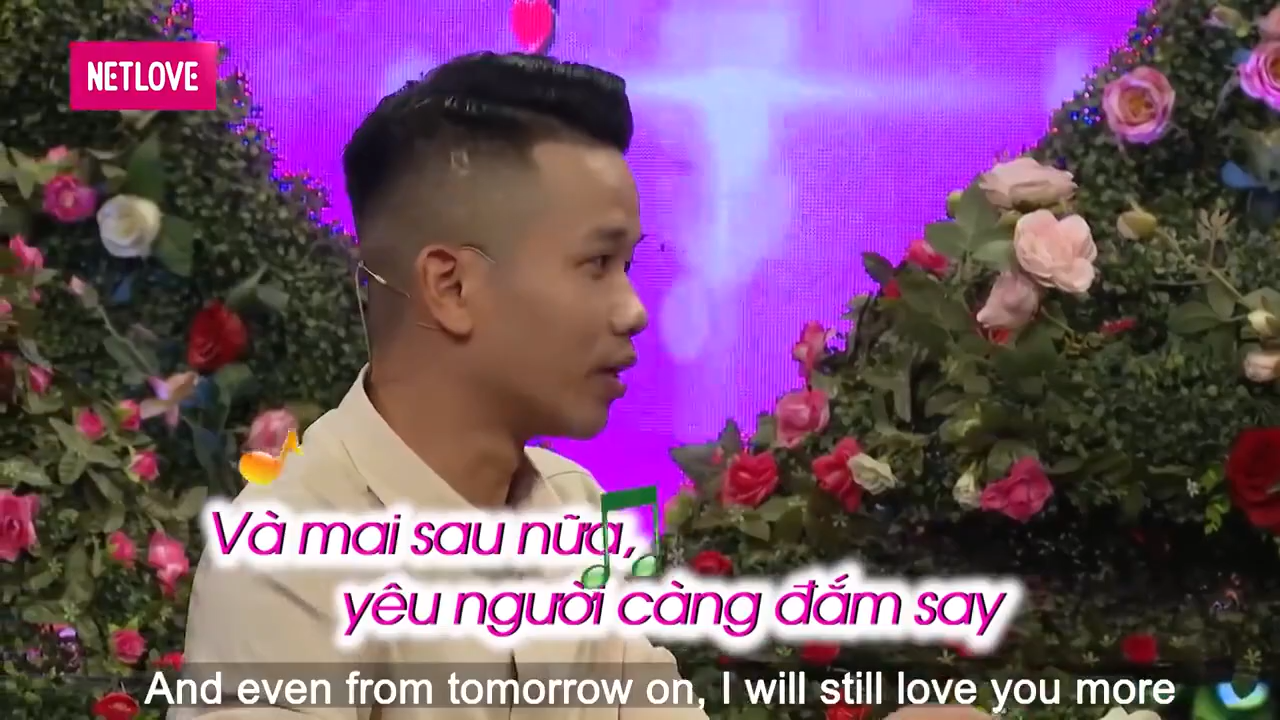 NETLOVE
Và mai sau nữa,
yêu người càng đắm say
And even from tomorrow on, I will still love you more